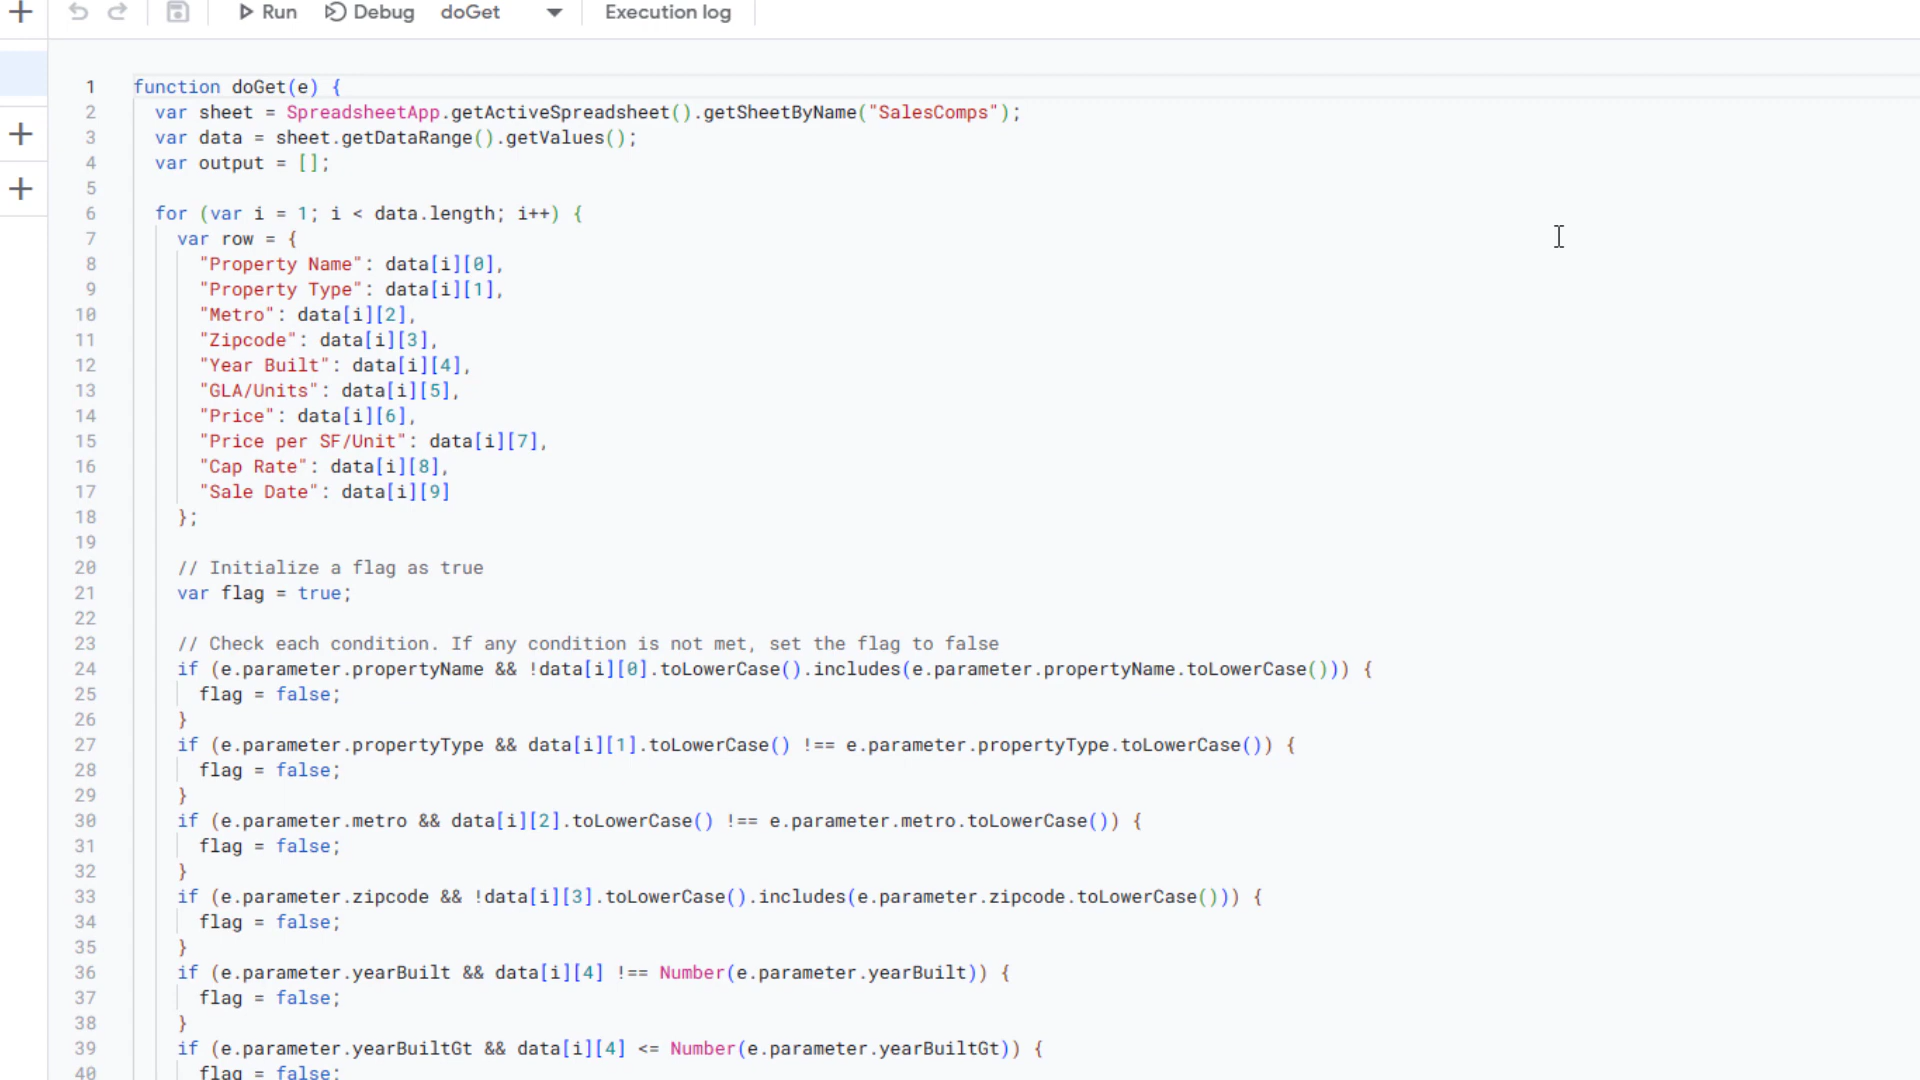 Run Debug doGet Execution log
1 function doGet(e) {
2 var sheet = SpreadsheetApp.getActiveSpreadsheet().getSheetByName("SalesComps");
3 var data = sheet.getDataRange().getValues();
4 var output = [];
5
6 for (var i = 1; i < data.length; i++) {
7 var row = {
8 "Property Name": data[i][0],
9 "Property Type": data[i][1],
10 "Metro": data[i][2],
11 "Zipcode": data[i][3],
12 "Year Built": data[i][4],
13 "GLA/Units": data[i][5],
14 "Price": data[i][6],
15 "Price per SF/Unit": data[i][7],
16 "Cap Rate": data[i][8],
17 "Sale Date": data[i][9]
18 };
19
20 // Initialize a flag as true
21 var flag = true;
22
23 // Check each condition. If any condition is not met, set the flag to false
24 if (e.parameter.propertyName && !data[i][0].toLowerCase().includes(e.parameter.propertyName.toLowerCase())) {
25 flag = false;
26 }
27 if (e.parameter.propertyType && data[i][1].toLowerCase() !== e.parameter.propertyType.toLowerCase()) {
28 flag = false;
29 }
30 if (e.parameter.metro && data[i][2].toLowerCase() !== e.parameter.metro.toLowerCase()) {
31 flag = false;
32 }
33 if (e.parameter.zipcode && !data[i][3].toLowerCase().includes(e.parameter.zipcode.toLowerCase())) {
34 flag = false;
35 }
36 if (e.parameter.yearBuilt && data[i][4] !== Number(e.parameter.yearBuilt)) {
37 flag = false;
38 }
39 if (e.parameter.yearBuiltGt && data[i][4] <= Number(e.parameter.yearBuiltGt)) {
40 flag = false;